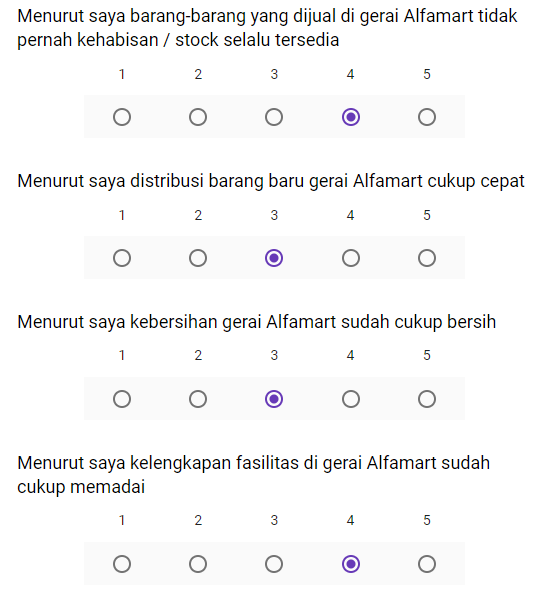 Menurut saya barang-barang yang dijual di gerai Alfamart tidak
pernah kehabisan / stock selalu tersedia
1 2 3 4 5
Menurut saya distribusi barang baru gerai Alfamart cukup cepat
1 2 3 4 5
Menurut saya kebersihan gerai Alfamart sudah cukup bersih
1 2 3 4 5
Menurut saya kelengkapan fasilitas di gerai Alfamart sudah
cukup memadai
1 2 3 4 5